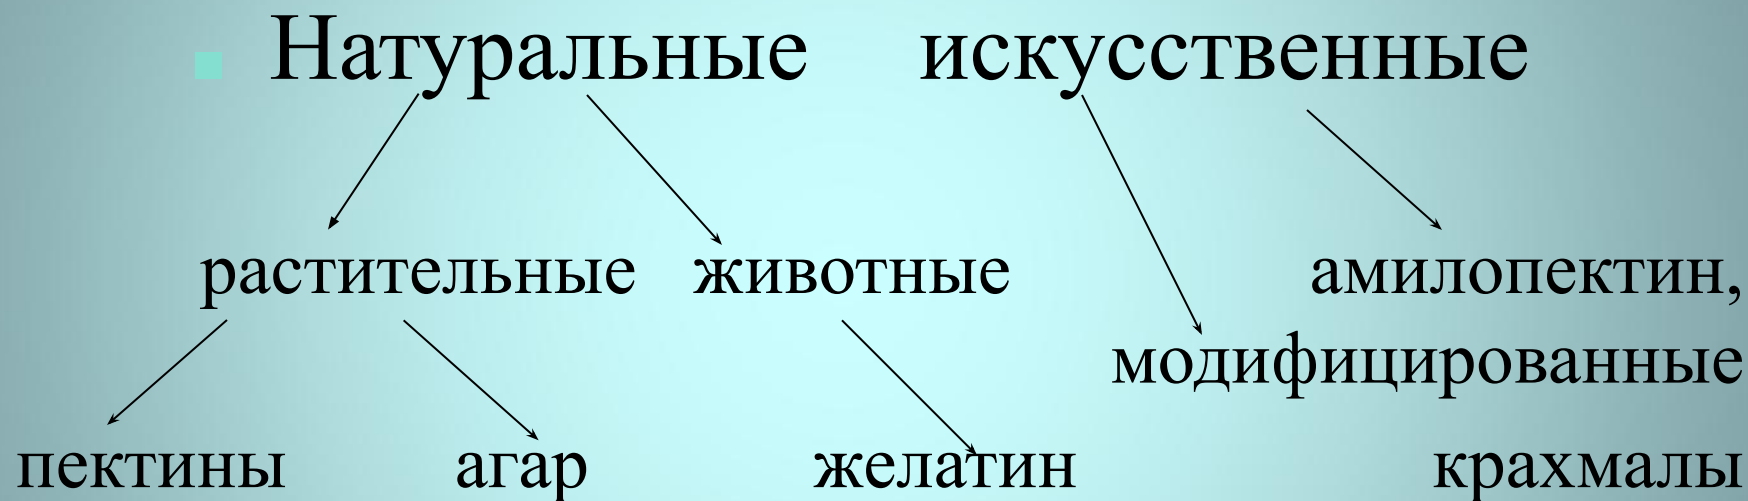 Натуральные искусственные
растительные животные амилопектин,
модифицированные
пектины агар желатин крахмалы